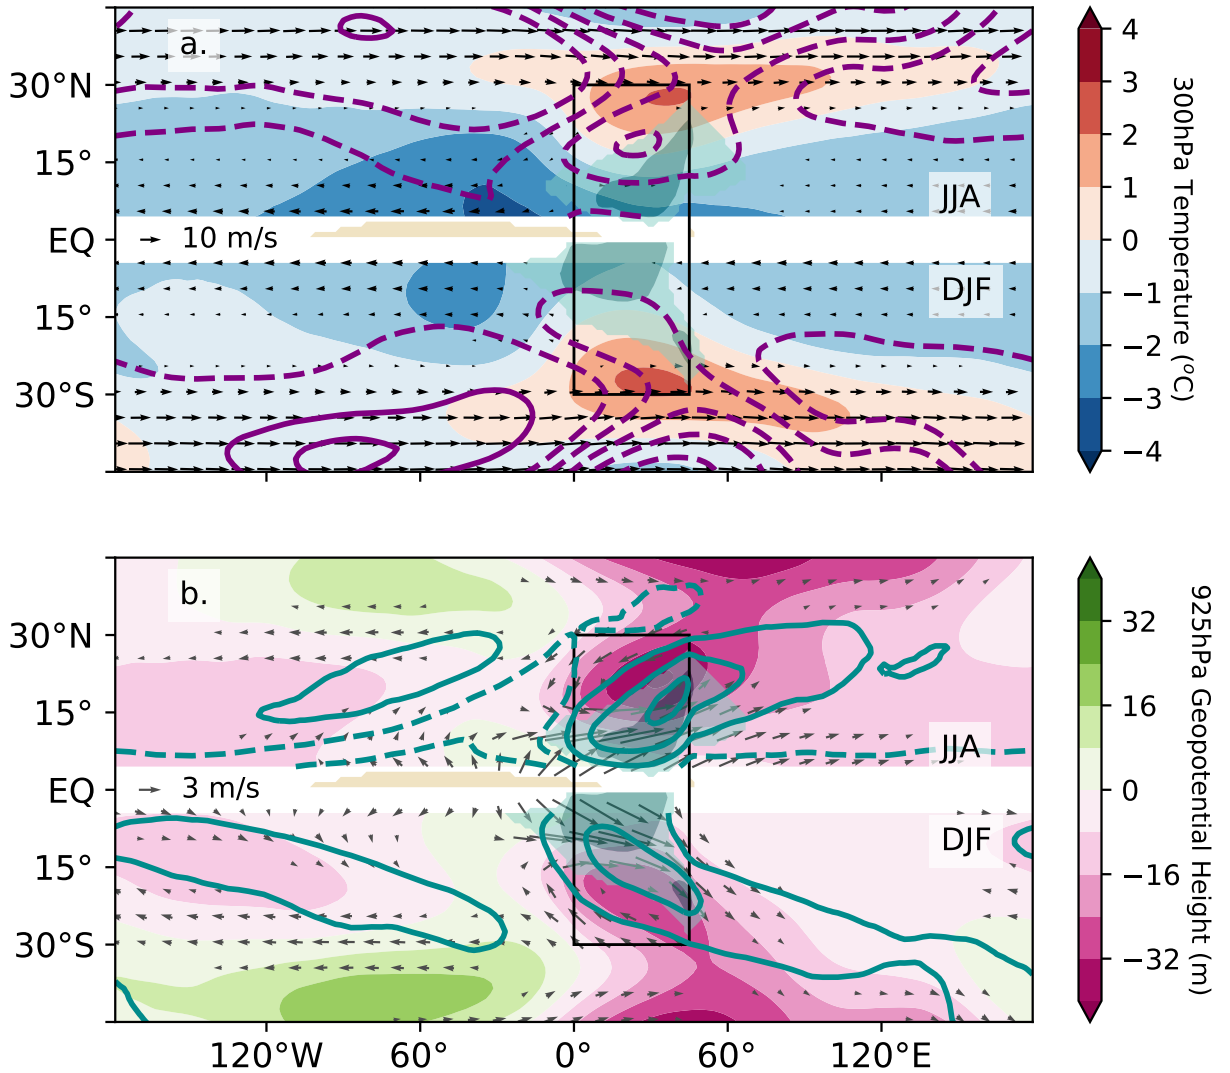 a.
30°N
15°
EQ
15°
30°S
10 m/s
JJA
DJF
4
3
2
1
0
−1
−2
−3
−4
300hPa Temperature (°C)
b.
30°N
15°
EQ
15°
30°S
3 m/s
JJA
DJF
120°W
60°
0°
60°
120°E
32
16
0
−16
−32
925hPa Geopotential Height (m)